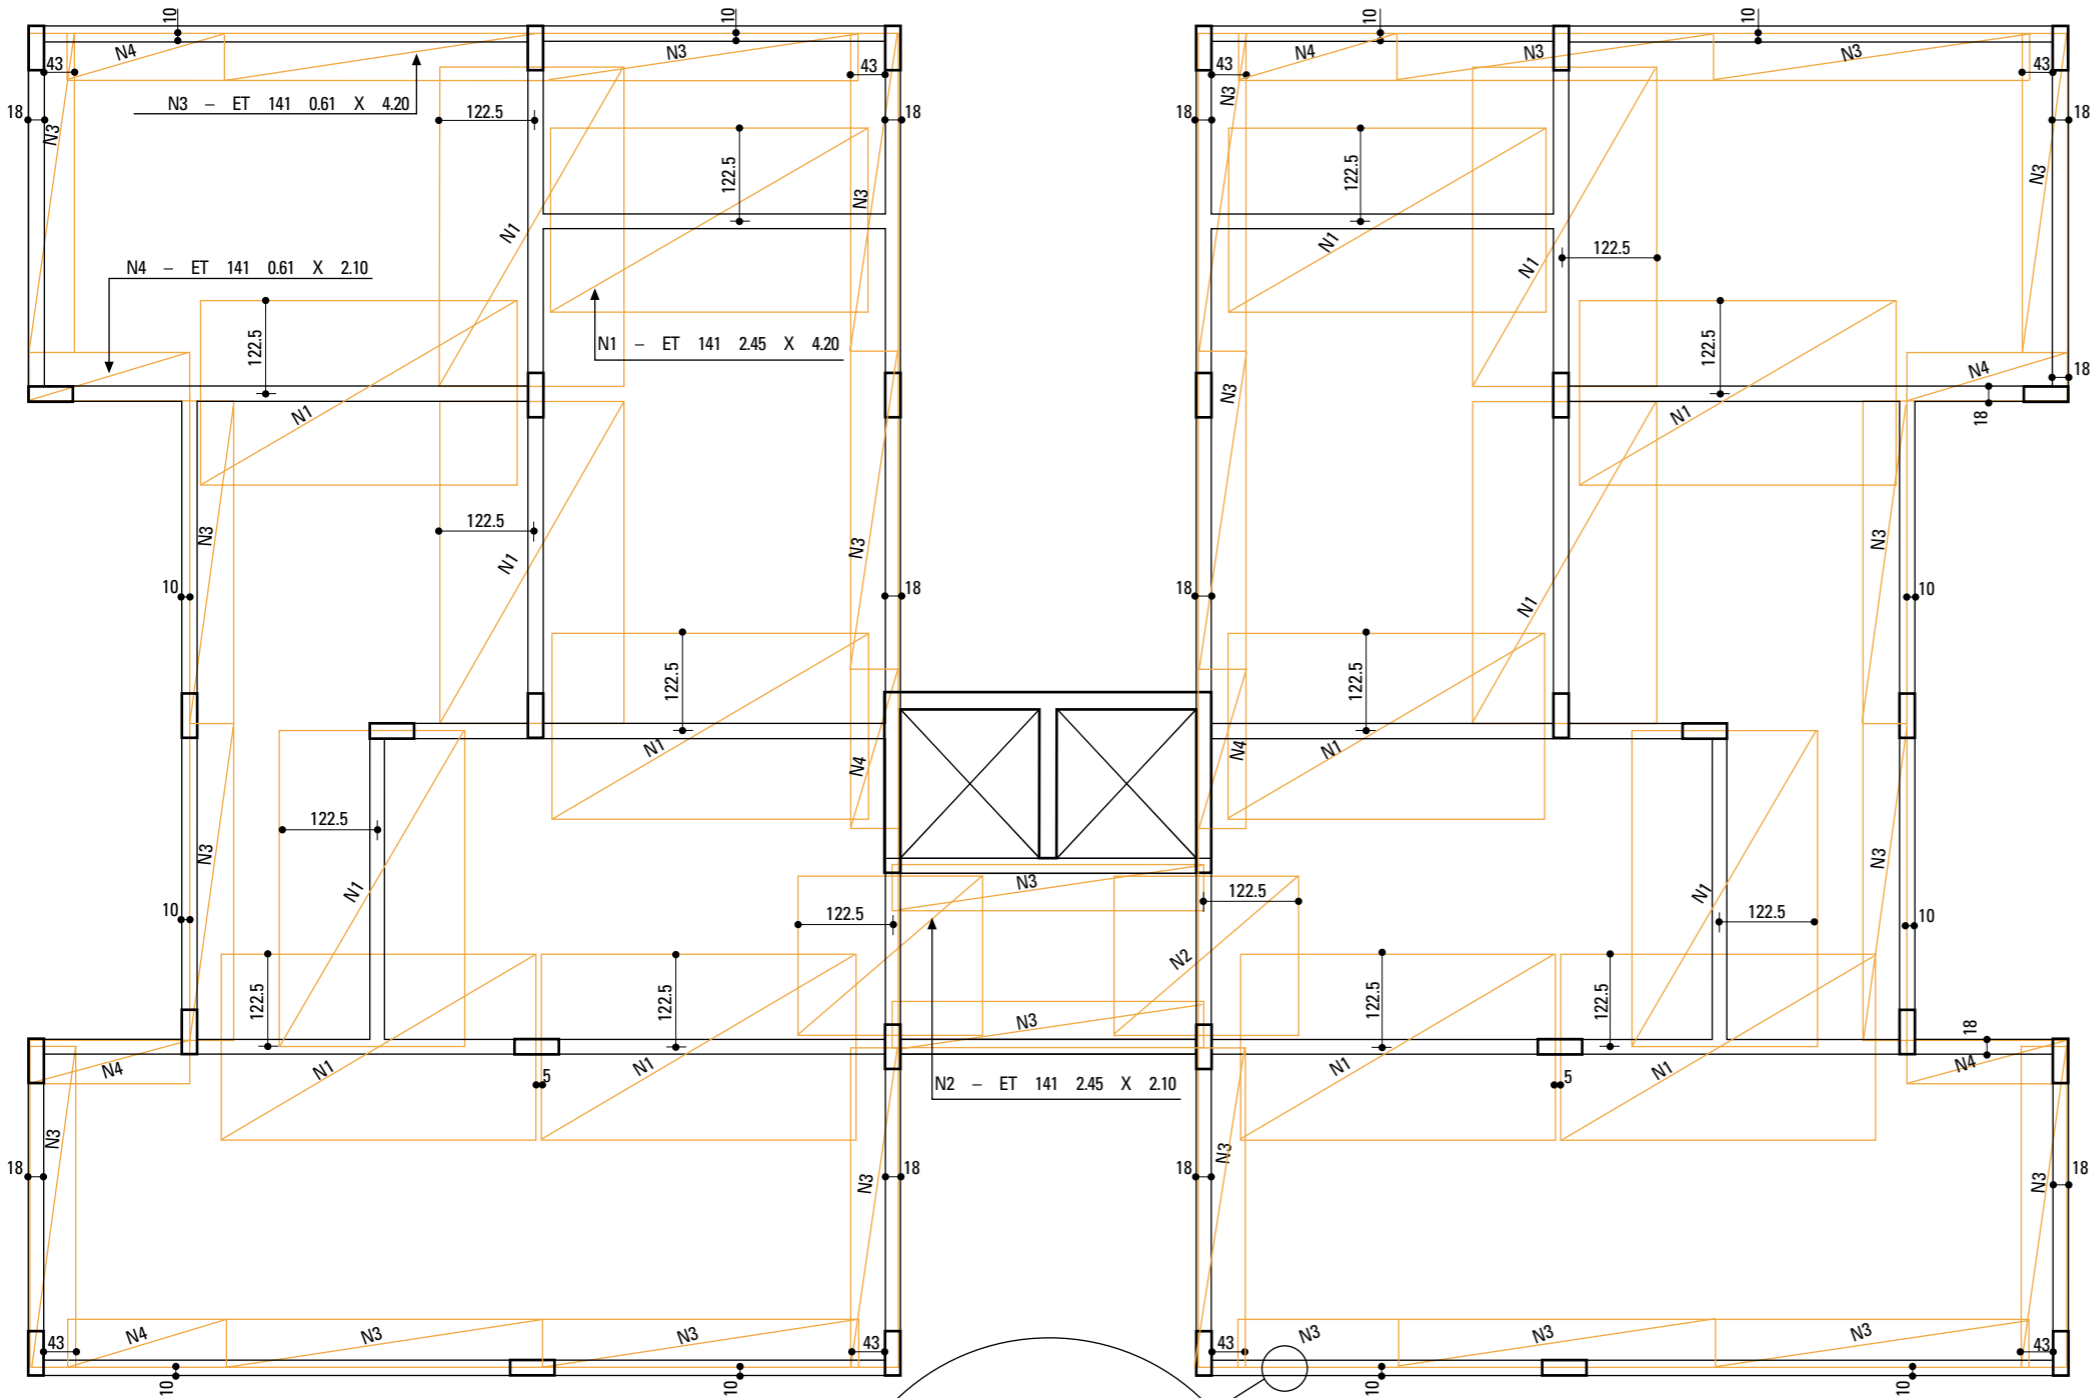 10 10 10 10
N4 N3 N4 N3 N3
43 43 43 43
N3 – ET 141 0.61 X 4.20
18 N3 122.5 18 18 N3 18
122.5 122.5
N3 N3
N1 N1 N1 122.5
N4 – ET 141 0.61 X 2.10
N1
122.5 122.5
N1 – ET 141 2.45 X 4.20
N3 N4 18
N1 N1 18
122.5 122.5
N3 N1 N3 N3
10 18 18 N1 10
122.5 122.5
N1 N4 N4 N1
122.5
N3 N1 N3 N3
122.5 N1
10 122.5 122.5 10
N3 N2
122.5 122.5 122.5 122.5
N3 18
N4 N1 N1 N1 N1 N4
5 5
N2 – ET 141 2.45 X 2.10
N3 N3
18 N3 18 18 N3 18
N4 N3 N3 N3 N3 N3
43 43 43 43
10 10 10 10